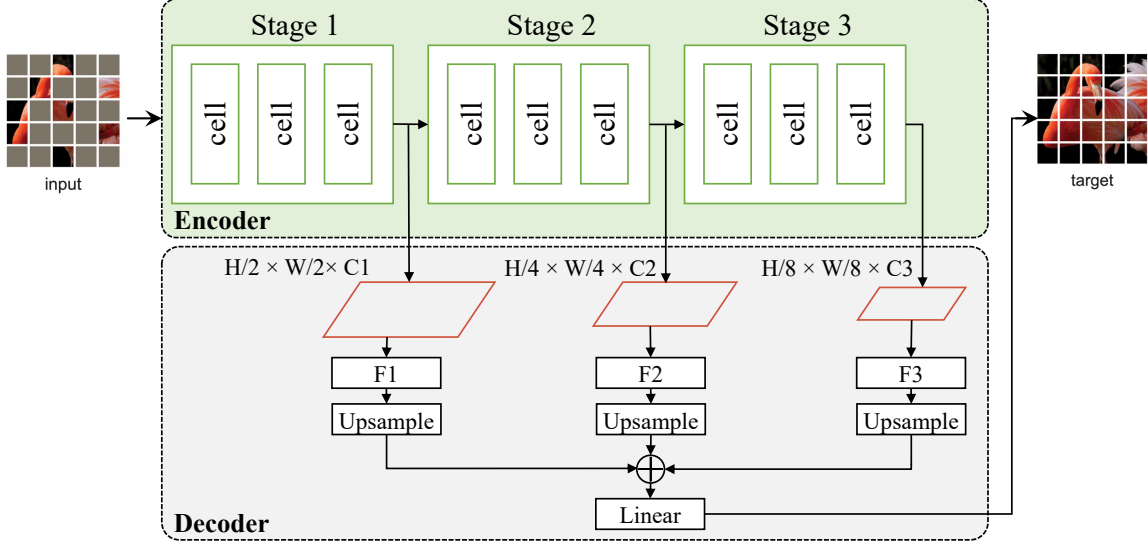 Stage 1
Stage 2
Stage 3
cell
cell
cell
cell
cell
cell
cell
cell
cell
input
target
Encoder
H/2 × W/2× C1
H/4 × W/4 × C2
H/8 × W/8 × C3
F1
F2
F3
Upsample
Upsample
Upsample
Linear
Decoder